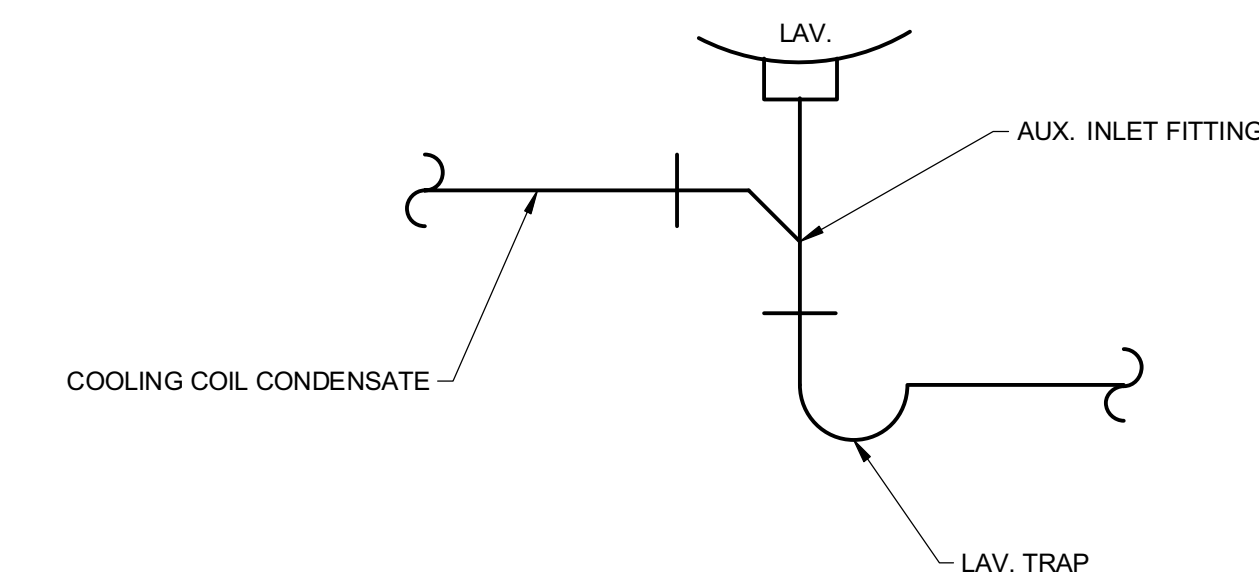 LAV.
AUX. INLET FITTING
COOLING COIL CONDENSATE
LAV. TRAP